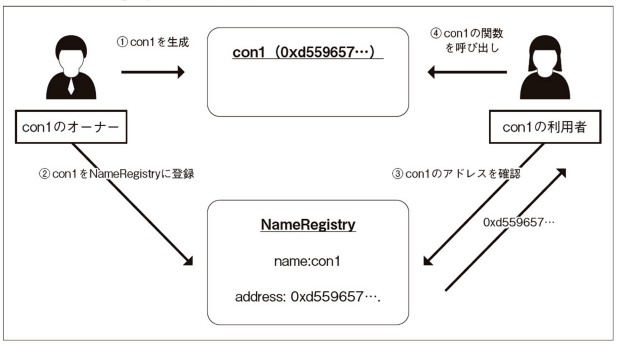 ①con1を生成
con1（0xd559657…）
④con1の関数
を呼び出し
con1のオーナー
con1の利用者
②con1をNameRegistryに登録
③con1のアドレスを確認
0xd559657…
NameRegistry
name:con1
address: 0xd559657….